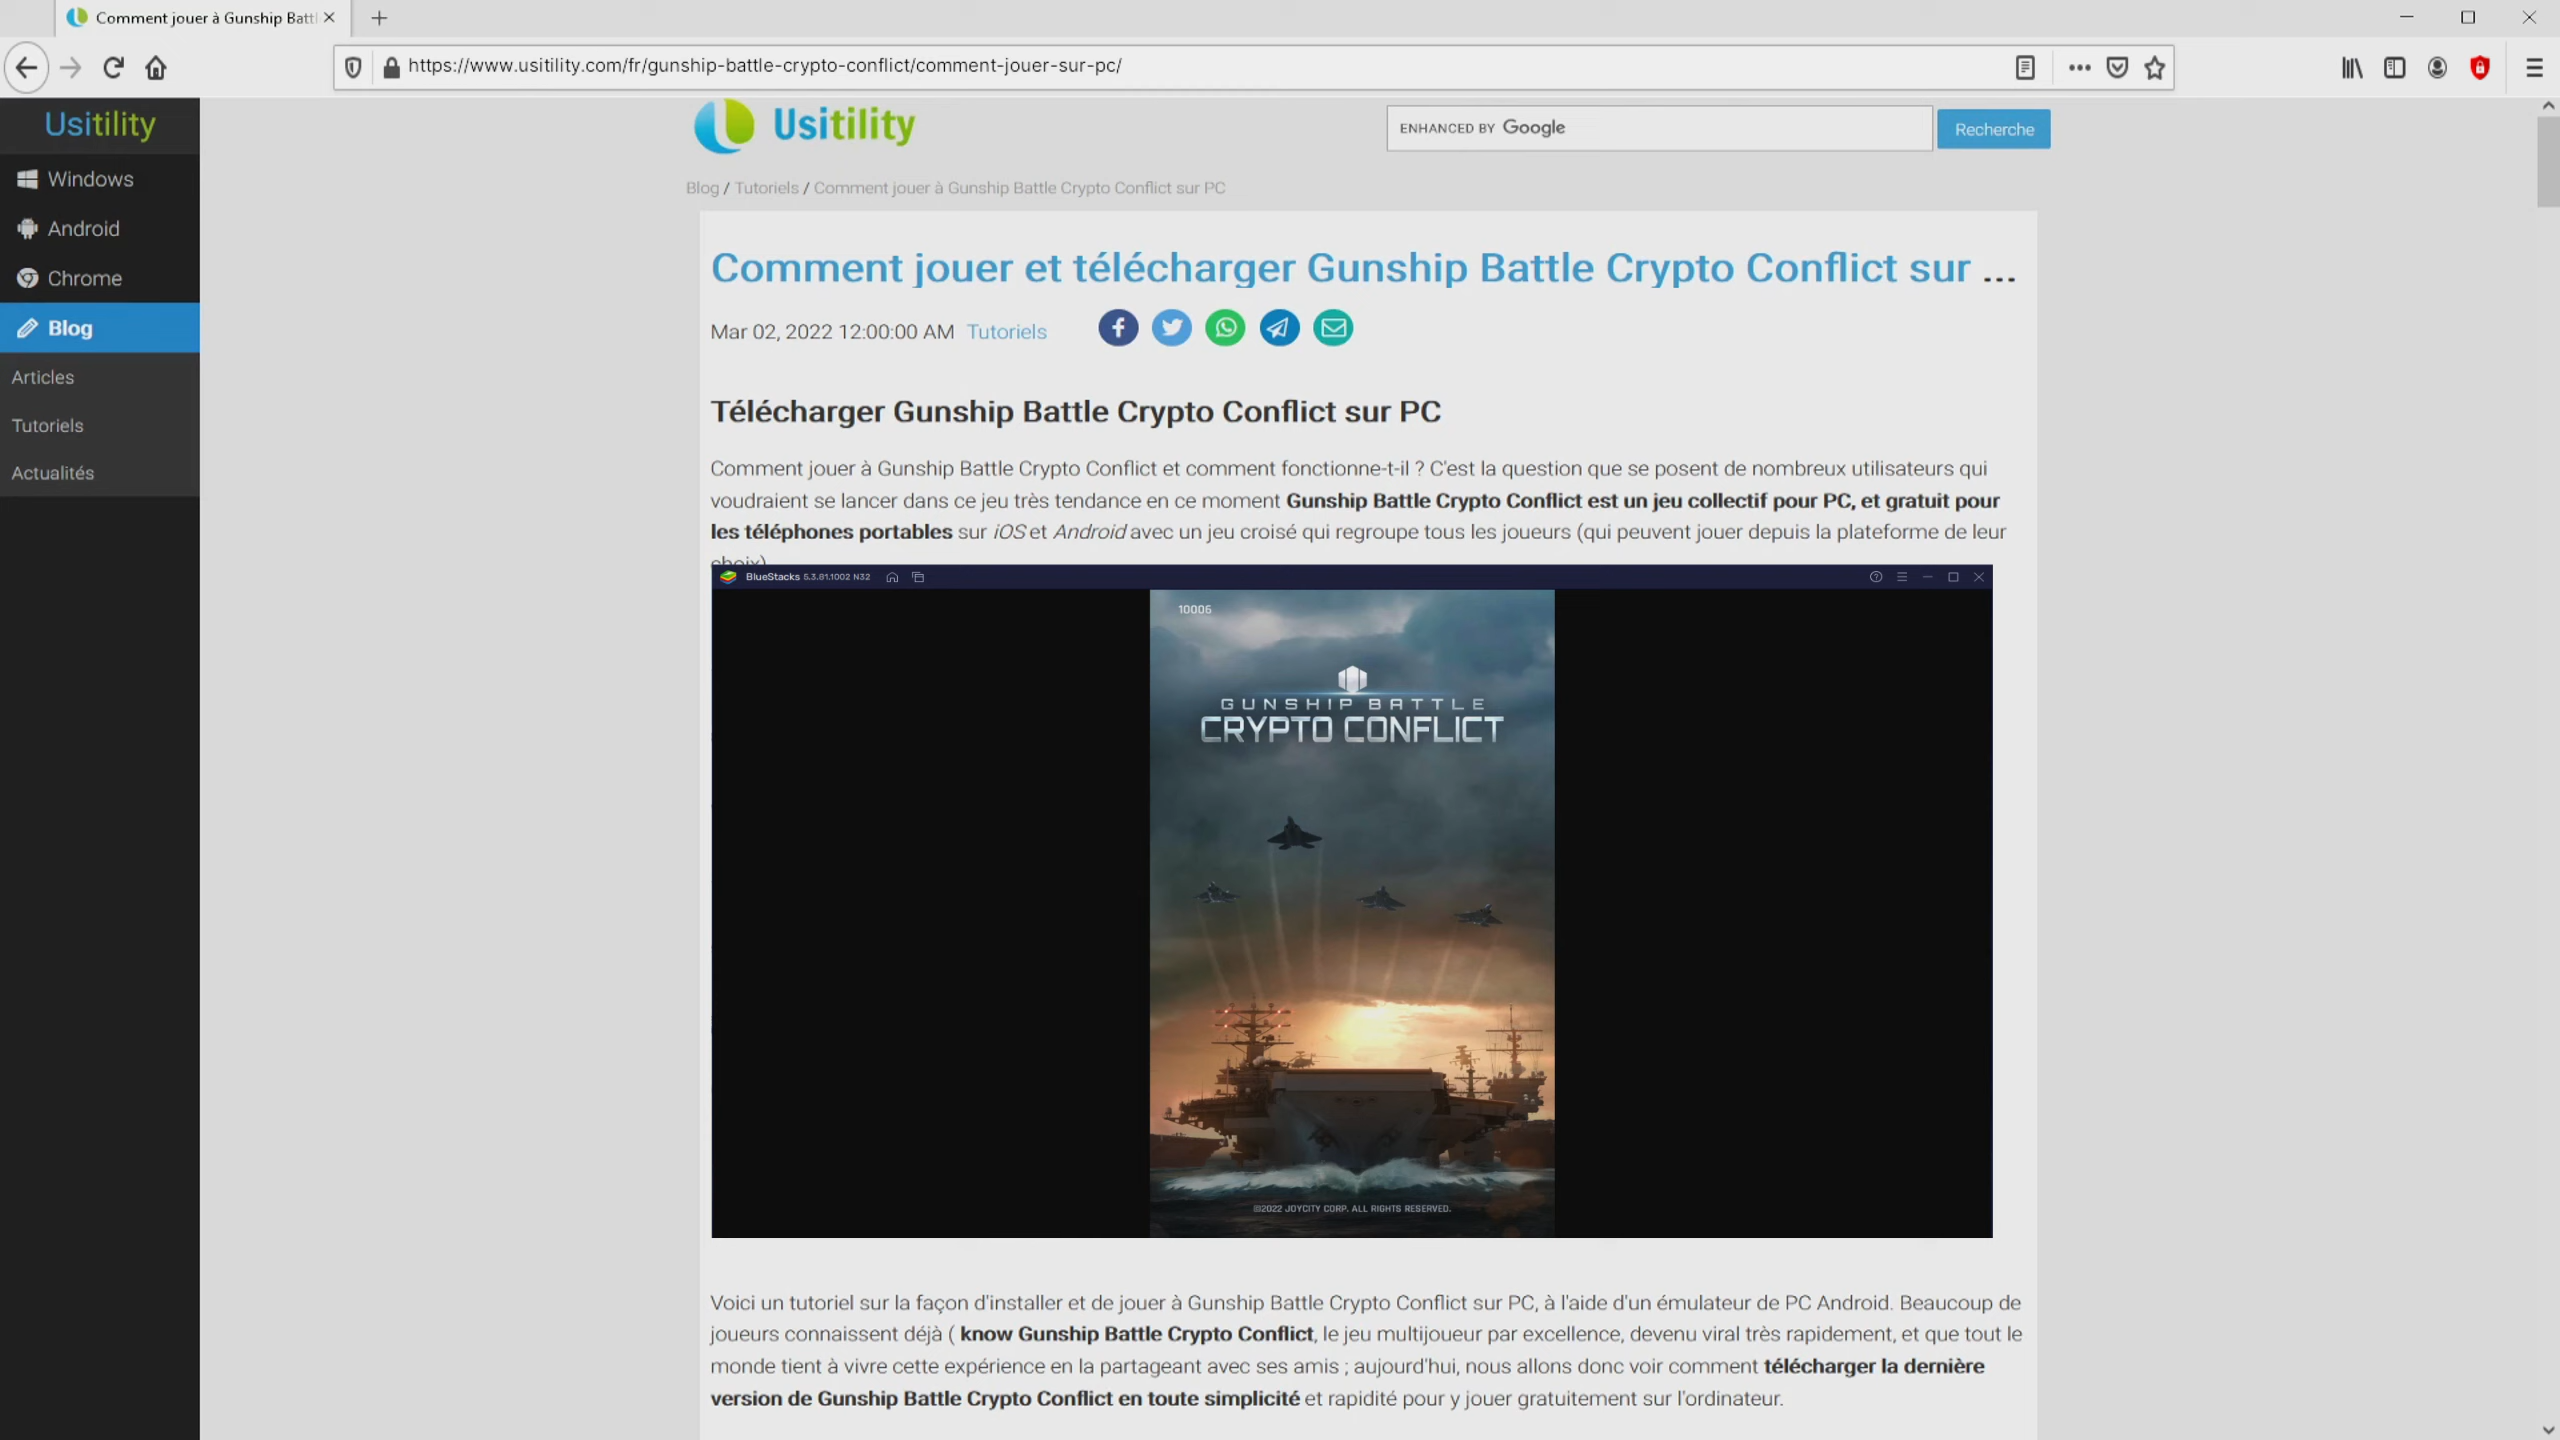 Comment jouer à Gunship Battl
https://www.usitility.com/fr/gunship-battle-crypto-conflict/comment-jouer-sur-pc/
Usitility
Windows
Android
Chrome
Blog
Articles
Tutoriels
Actualités
Usitility
ENHANCED BY Google
Recherche
Blog / Tutoriels / Comment jouer à Gunship Battle Crypto Conflict sur PC
Comment jouer et télécharger Gunship Battle Crypto Conflict sur ...
Mar 02, 2022 12:00:00 AM Tutoriels
Télécharger Gunship Battle Crypto Conflict sur PC
Comment jouer à Gunship Battle Crypto Conflict et comment fonctionne-t-il ? C'est la question que se posent de nombreux utilisateurs qui
voudraient se lancer dans ce jeu très tendance en ce moment Gunship Battle Crypto Conflict est un jeu collectif pour PC, et gratuit pour
les téléphones portables sur iOS et Android avec un jeu croisé qui regroupe tous les joueurs (qui peuvent jouer depuis la plateforme de leur
choix)
BlueStacks 5.3.81.1002 N32
10006
GUNSHIP BATTLE
CRYPTO CONFLICT
©2022 JOYCITY CORP. ALL RIGHTS RESERVED.
Voici un tutoriel sur la façon d'installer et de jouer à Gunship Battle Crypto Conflict sur PC, à l'aide d'un émulateur de PC Android. Beaucoup de
joueurs connaissent déjà ( know Gunship Battle Crypto Conflict, le jeu multijoueur par excellence, devenu viral très rapidement, et que tout le
monde tient à vivre cette expérience en la partageant avec ses amis ; aujourd'hui, nous allons donc voir comment télécharger la dernière
version de Gunship Battle Crypto Conflict en toute simplicité et rapidité pour y jouer gratuitement sur l'ordinateur.